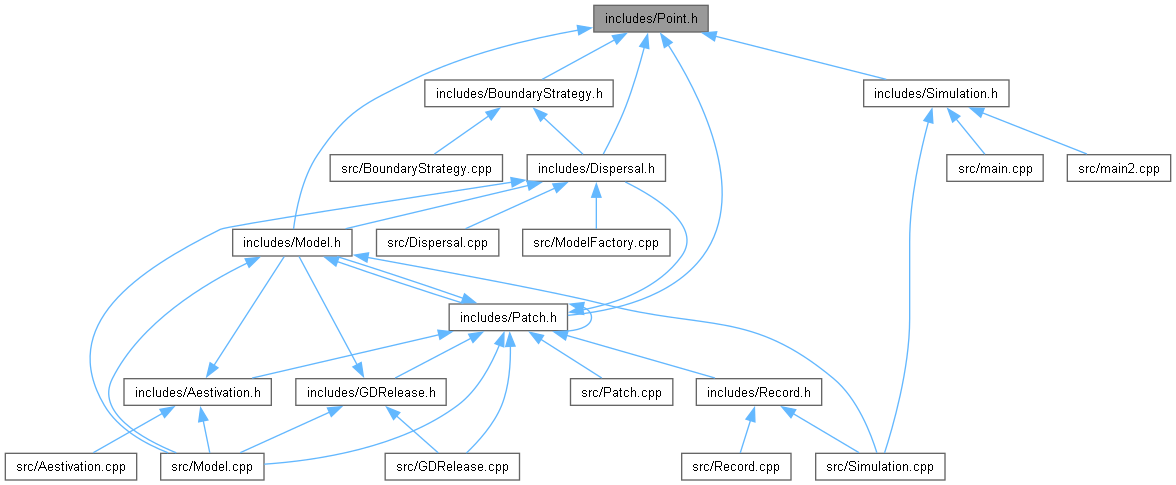 includes/Point.h
includes/BoundaryStrategy.h
includes/Simulation.h
src/BoundaryStrategy.cpp
includes/Dispersal.h
src/main.cpp
src/main2.cpp
includes/Model.h
src/Dispersal.cpp
src/ModelFactory.cpp
includes/Patch.h
includes/Aestivation.h
includes/GDRelease.h
src/Patch.cpp
includes/Record.h
src/Aestivation.cpp
src/Model.cpp
src/GDRelease.cpp
src/Record.cpp
src/Simulation.cpp